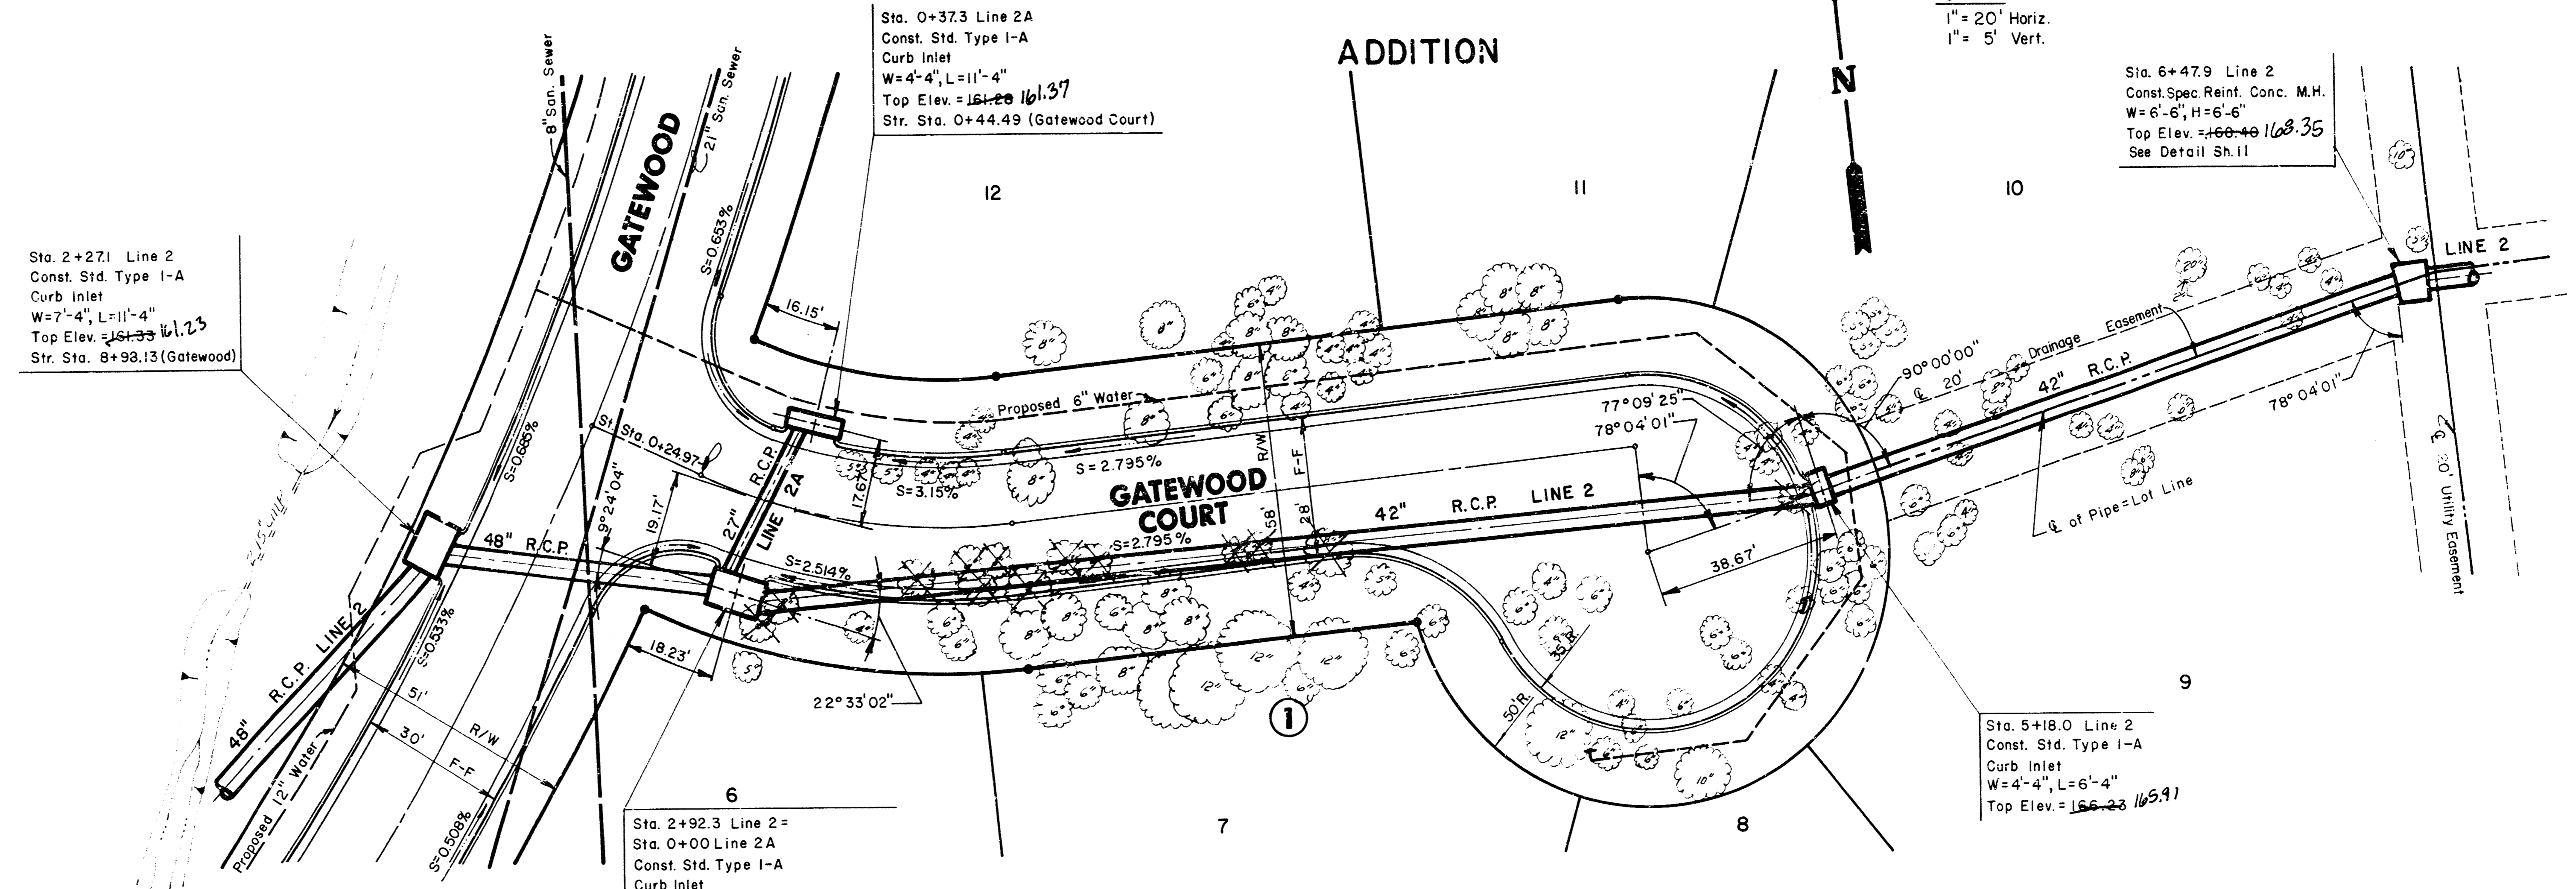 Sta. 0+37.3 Line 2A
Const. Std. Type I-A
Curb Inlet
W=4'-4", L=11'-4"
Top Elev. = 161.28 161.37
Str. Sta. 0+44.49 (Gatewood Court)
ADDITION
1" = 20' Horiz.
1" = 5' Vert.
N
Sta. 6+47.9 Line 2
Const. Spec. Reint. Conc. M.H.
W=6'-6", H=6'-6"
Top Elev. = 168.40 168.35
See Detail Sh. 11
8" San. Sewer
21" San. Sewer
GATEWOOD
12
11
10
Sta. 2+27.1 Line 2
Const. Std. Type I-A
Curb Inlet
W=7'-4", L=11'-4"
Top Elev. = 161.33 161.23
Str. Sta. 8+93.13 (Gatewood)
S=0.653%
16.15'
LINE 2
Drainage Easement
℄ 20'
90°00'00"
42" R.C.P.
78°04'01"
Proposed 6" Water
77°09'25"
78°04'01"
St. Sta. 0+24.97
S=0.685%
R.C.P.
27"
LINE 2A
17.67'
19.17'
9°24'04"
S=3.15%
S = 2.795%
R/W
F-F
58'
28'
GATEWOOD
COURT
42" R.C.P. LINE 2
S=2.795%
S=2.514%
38.67'
℄ of Pipe=Lot Line
20' Utility Easement
48" R.C.P.
48" R.C.P. LINE 2
S=0.533%
51'
R/W
30'
F-F
18.23'
22°33'02"
35'R.
50'R.
1
9
Proposed 12" Water
S=0.508%
6
7
8
Sta. 2+92.3 Line 2=
Sta. 0+00 Line 2A
Const. Std. Type I-A
Curb Inlet
Sta. 5+18.0 Line 2
Const. Std. Type I-A
Curb Inlet
W=4'-4", L=6'-4"
Top Elev. = 166.23 165.91